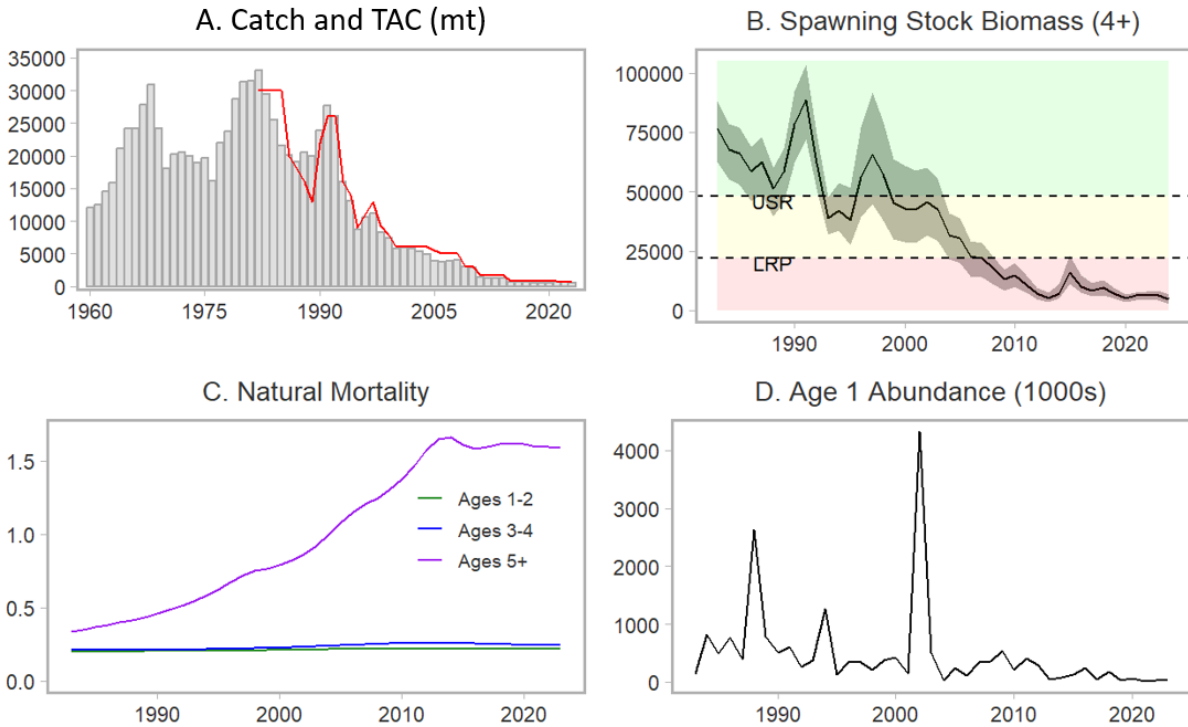 A. Catch and TAC (mt)
35000
30000
25000
20000
15000
10000
5000
0
1960 1975 1990 2005 2020
B. Spawning Stock Biomass (4+)
100000
75000
50000
25000
0
USR
LRP
1990 2000 2010 2020
C. Natural Mortality
1.5
1.0
0.5
0.0
Ages 1-2
Ages 3-4
Ages 5+
1990 2000 2010 2020
D. Age 1 Abundance (1000s)
4000
3000
2000
1000
0
1990 2000 2010 2020